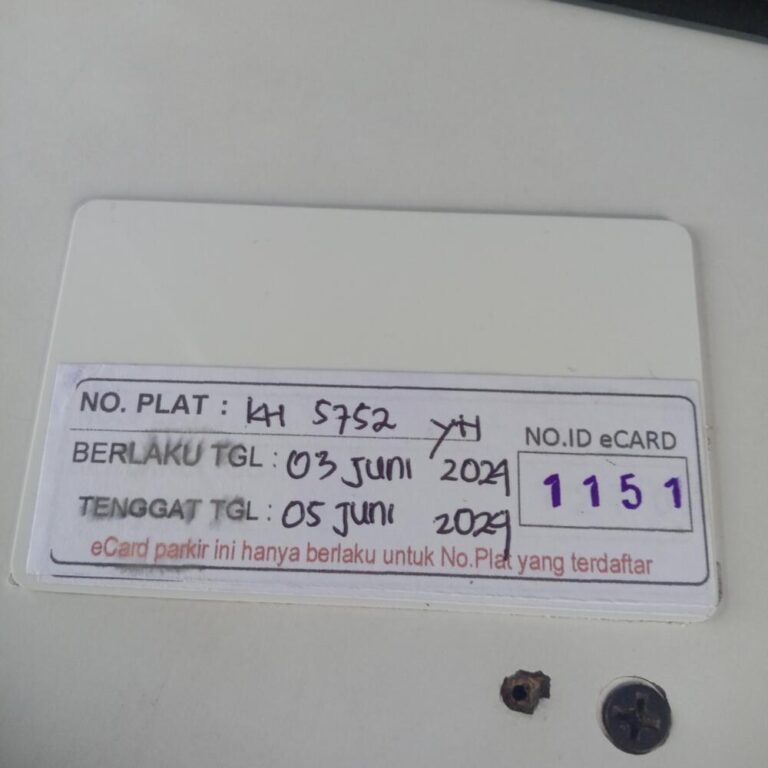 NO. PLAT : KH 5752 YH
BERLAKU TGL : 03 JUNI 2024
TENGGAT TGL : 05 JUNI 2024
NO.ID eCARD
1151
eCard parkir ini hanya berlaku untuk No.Plat yang terdaftar